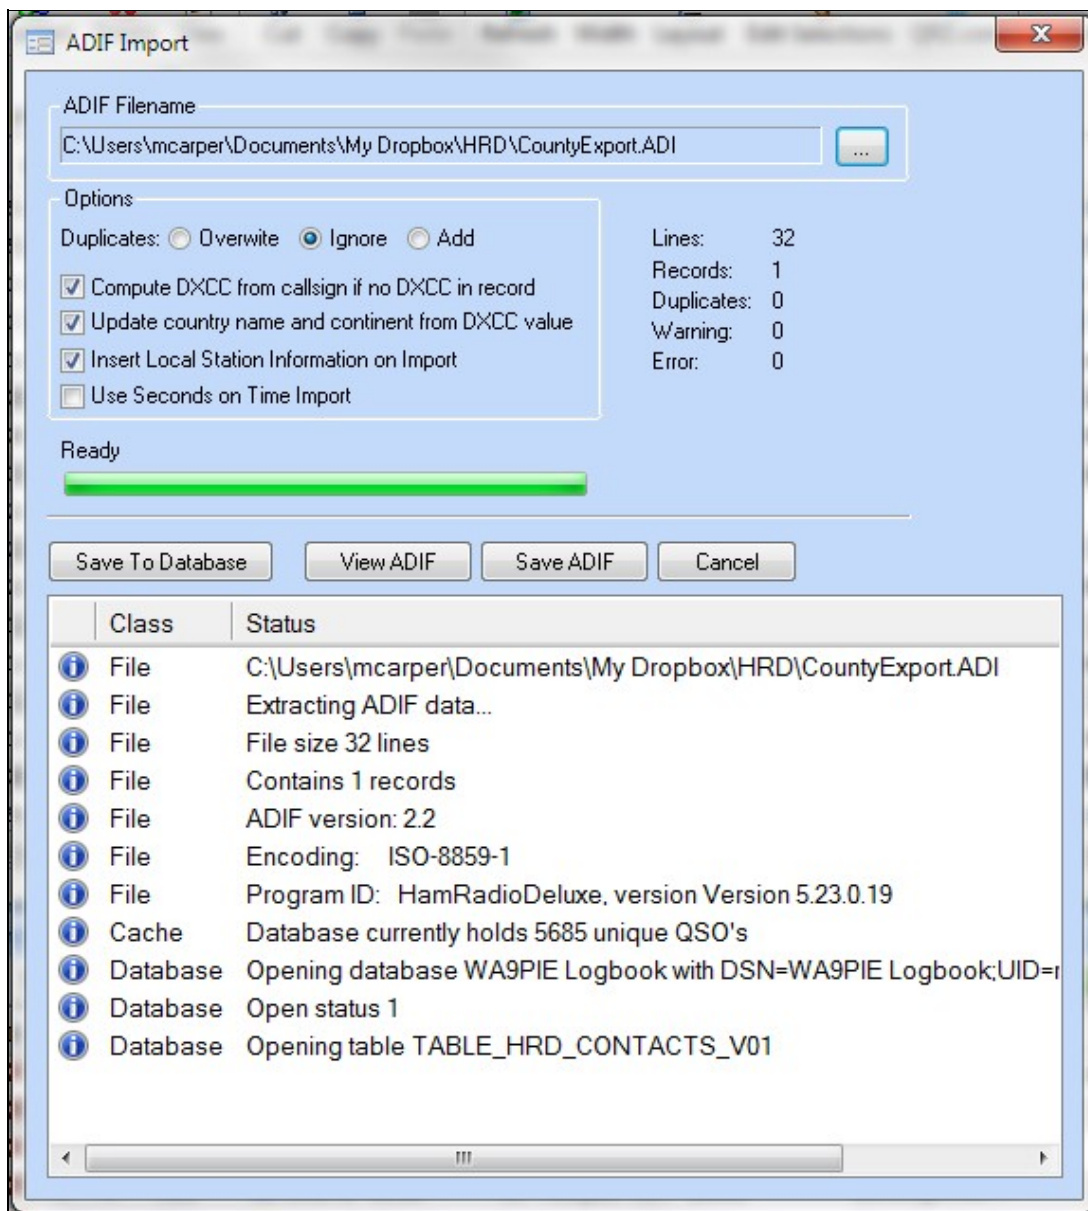 ADIF Import
ADIF Filename
C:\Users\mcarper\Documents\My Dropbox\HRD\CountyExport.ADI
...
Options
Duplicates: Overwite Ignore Add
Compute DXCC from callsign if no DXCC in record
Update country name and continent from DXCC value
Insert Local Station Information on Import
Use Seconds on Time Import
Lines: 32
Records: 1
Duplicates: 0
Warning: 0
Error: 0
Ready
Save To Database View ADIF Save ADIF Cancel
Class Status
File C:\Users\mcarper\Documents\My Dropbox\HRD\CountyExport.ADI
File Extracting ADIF data...
File File size 32 lines
File Contains 1 records
File ADIF version: 2.2
File Encoding: ISO-8859-1
File Program ID: HamRadioDeluxe, version Version 5.23.0.19
Cache Database currently holds 5685 unique QSO's
Database Opening database WA9PIE Logbook with DSN=WA9PIE Logbook;UID=
Database Open status 1
Database Opening table TABLE_HRD_CONTACTS_V01